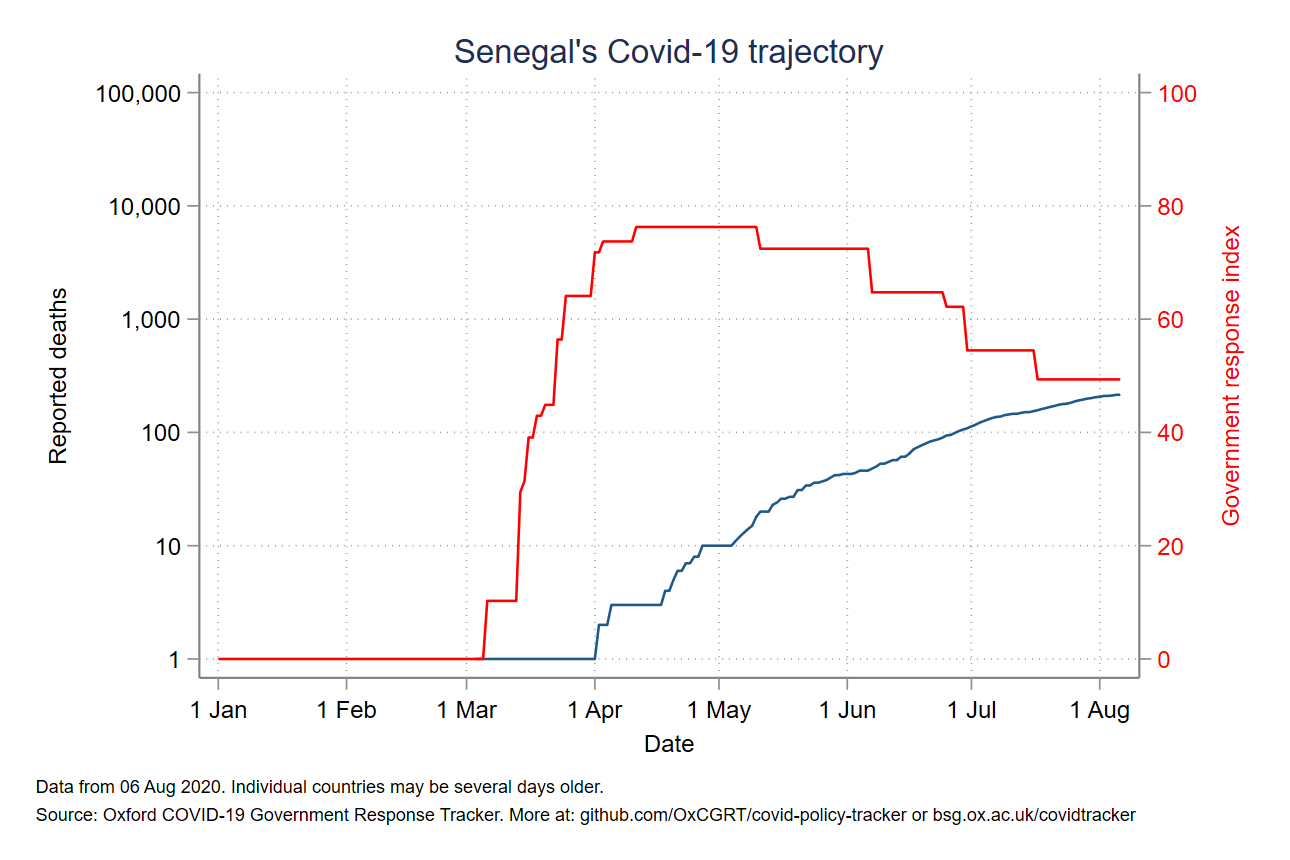 Senegal's Covid-19 trajectory
100,000
10,000
1,000
100
10
1
Reported deaths
100
80
60
40
20
0
Government response index
1 Jan 1 Feb 1 Mar 1 Apr 1 May 1 Jun 1 Jul 1 Aug
Date
Data from 06 Aug 2020. Individual countries may be several days older.
Source: Oxford COVID-19 Government Response Tracker. More at: github.com/OxCGRT/covid-policy-tracker or bsg.ox.ac.uk/covidtracker